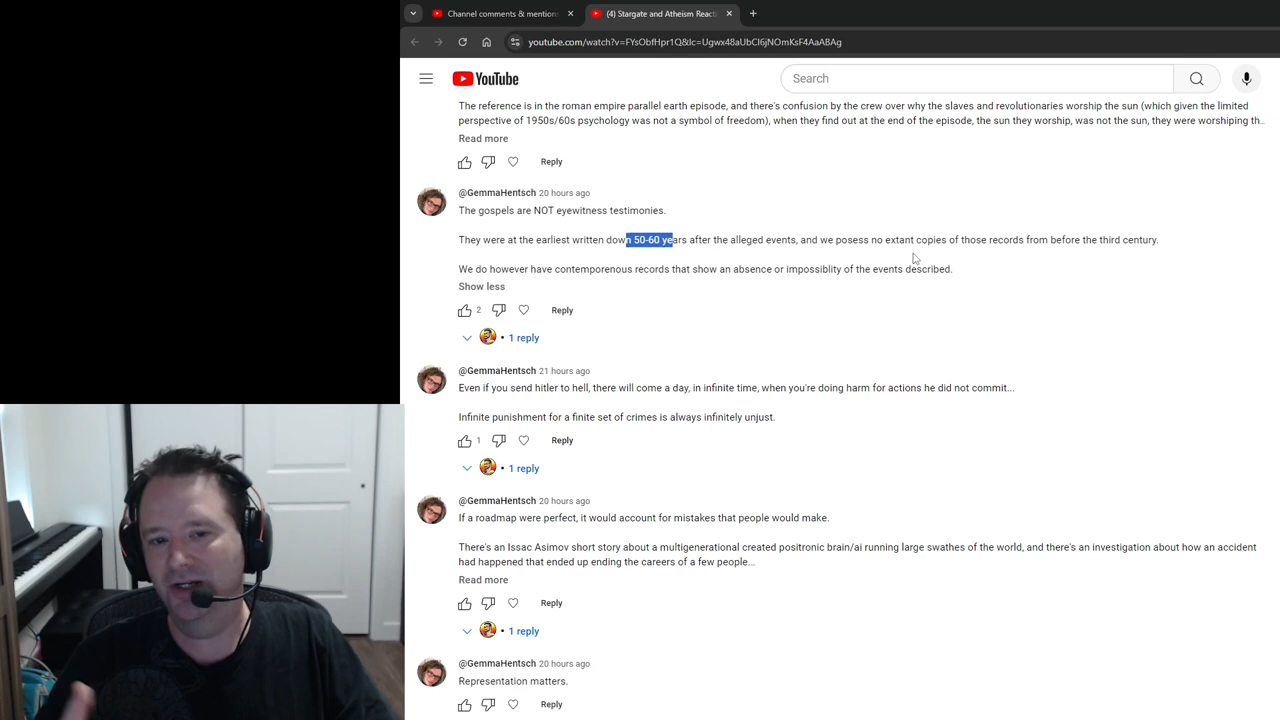 Channel comments & mention
(4) Stargate and Atheism Reacti
youtube.com/watch?v=FYsObfHpr1Q&lc=Ugwx48aUbCl6jNOmKsF4AaABAg
YouTube
Search
The reference is in the roman empire parallel earth episode, and there's confusion by the crew over why the slaves and revolutionaries worship the sun (which given the limited
perspective of 1950s/60s psychology was not a symbol of freedom), when they find out at the end of the episode, the sun they worship, was not the sun, they were worshiping th..
Read more
Reply
@GemmaHentsch 20 hours ago
The gospels are NOT eyewitness testimonies.
They were at the earliest written down 50-60 years after the alleged events, and we posess no extant copies of those records from before the third century.
We do however have contemporenous records that show an absence or impossiblity of the events described.
Show less
2 Reply
• 1 reply
@GemmaHentsch 21 hours ago
Even if you send hitler to hell, there will come a day, in infinite time, when you're doing harm for actions he did not commit...
Infinite punishment for a finite set of crimes is always infinitely unjust.
1 Reply
• 1 reply
@GemmaHentsch 20 hours ago
If a roadmap were perfect, it would account for mistakes that people would make.
There's an Issac Asimov short story about a multigenerational created positronic brain/ai running large swathes of the world, and there's an investigation about how an accident
had happened that ended up ending the careers of a few people...
Read more
Reply
• 1 reply
@GemmaHentsch 20 hours ago
Representation matters.
Reply